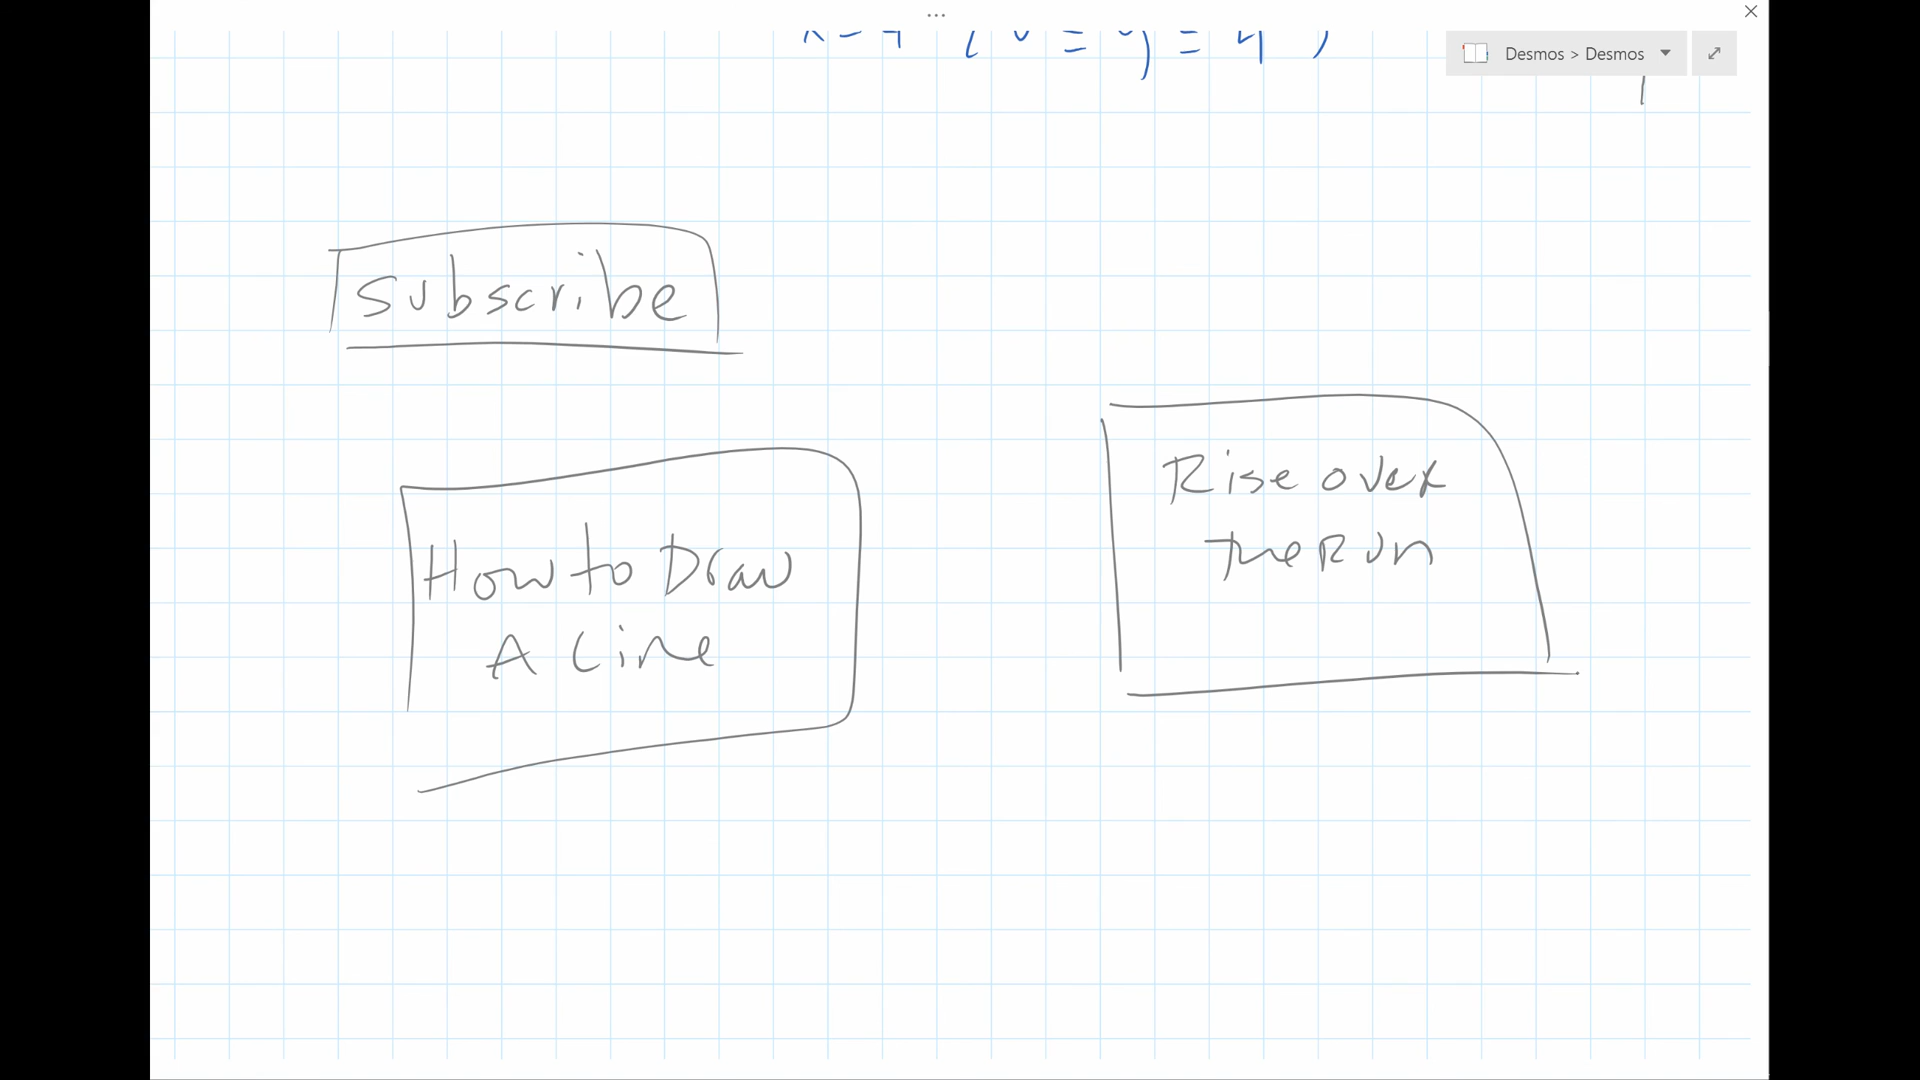 Desmos > Desmos
Subscribe
How to Draw
A Line
Rise over
the Run